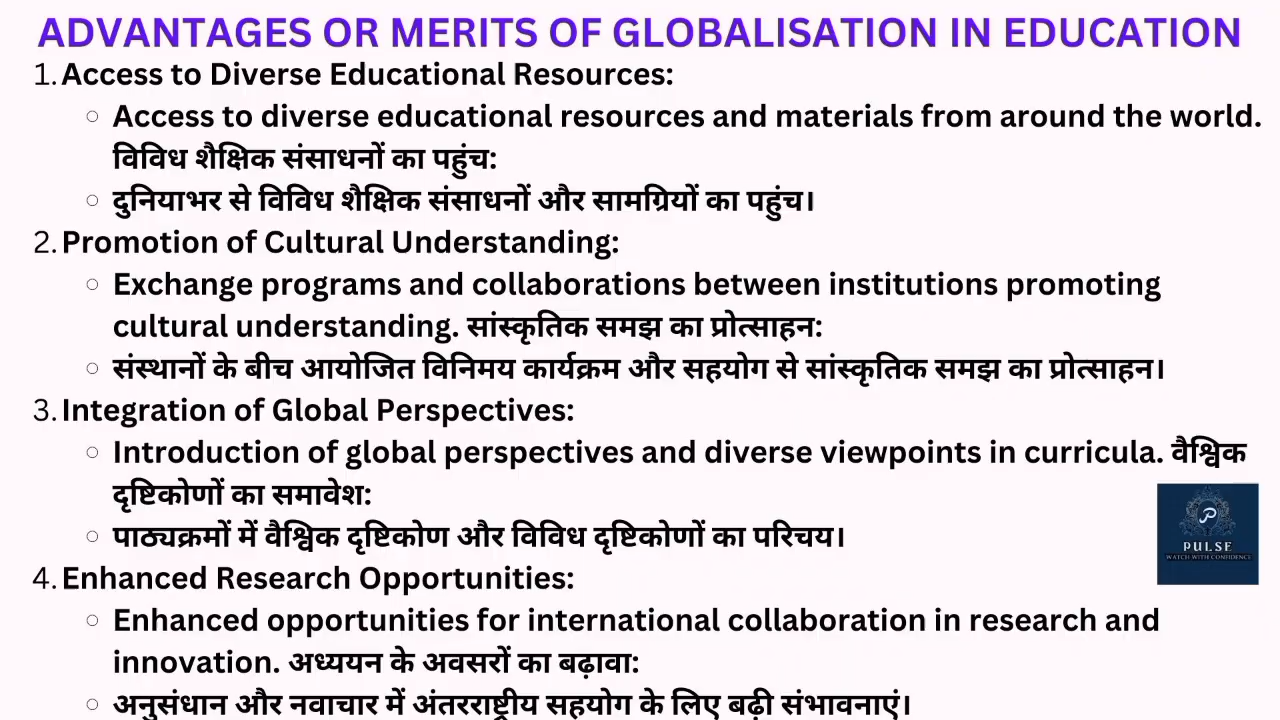 ADVANTAGES OR MERITS OF GLOBALISATION IN EDUCATION
1. Access to Diverse Educational Resources:
○ Access to diverse educational resources and materials from around the world.
विविध शैक्षिक संसाधनों का पहुंच:
○ दुनियाभर से विविध शैक्षिक संसाधनों और सामग्रियों का पहुंच।
2. Promotion of Cultural Understanding:
○ Exchange programs and collaborations between institutions promoting
cultural understanding. सांस्कृतिक समझ का प्रोत्साहन:
○ संस्थानों के बीच आयोजित विनिमय कार्यक्रम और सहयोग से सांस्कृतिक समझ का प्रोत्साहन।
3. Integration of Global Perspectives:
○ Introduction of global perspectives and diverse viewpoints in curricula. वैश्विक
दृष्टिकोणों का समावेश:
○ पाठ्यक्रमों में वैश्विक दृष्टिकोण और विविध दृष्टिकोणों का परिचय।
P
PULSE
WATCH WITH CONFIDENCE
4. Enhanced Research Opportunities:
○ Enhanced opportunities for international collaboration in research and
innovation. अध्ययन के अवसरों का बढ़ावा:
○ अनुसंधान और नवाचार में अंतरराष्ट्रीय सहयोग के लिए बढ़ी संभावनाएं।